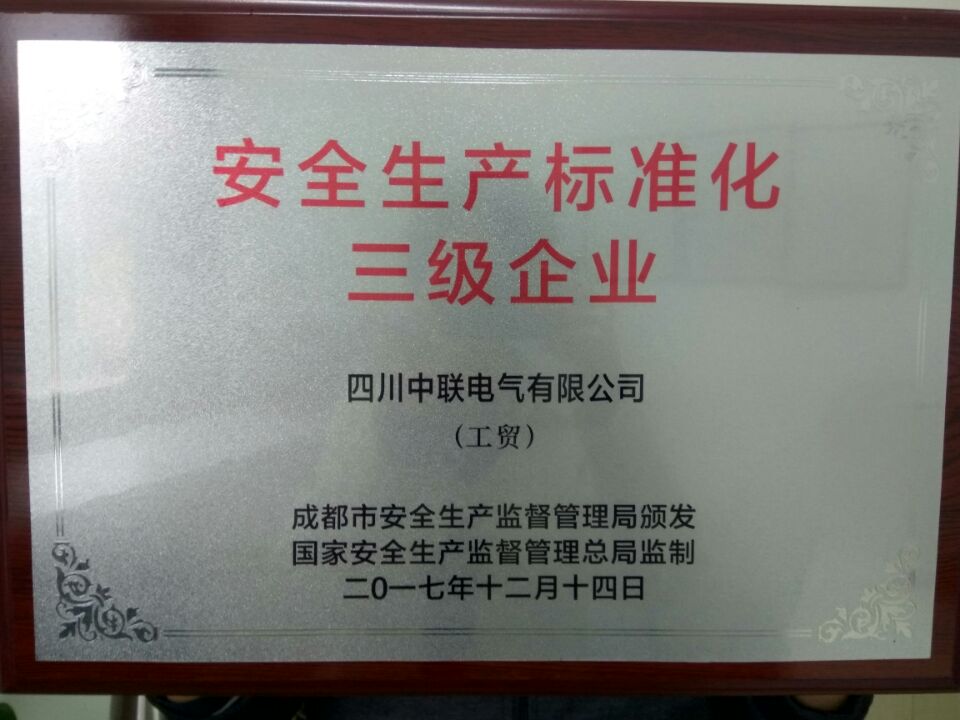 安全生产标准化
三级企业
四川中联电气有限公司
（工贸）
成都市安全生产监督管理局颁发
国家安全生产监督管理总局监制
二0一七年十二月十四日